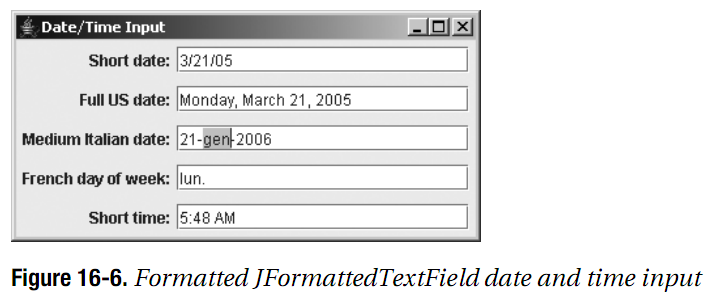 Date/Time Input
Short date: 3/21/05
Full US date: Monday, March 21, 2005
Medium Italian date: 21-gen-2006
French day of week: lun.
Short time: 5:48 AM
Figure 16-6. Formatted JFormattedTextField date and time input